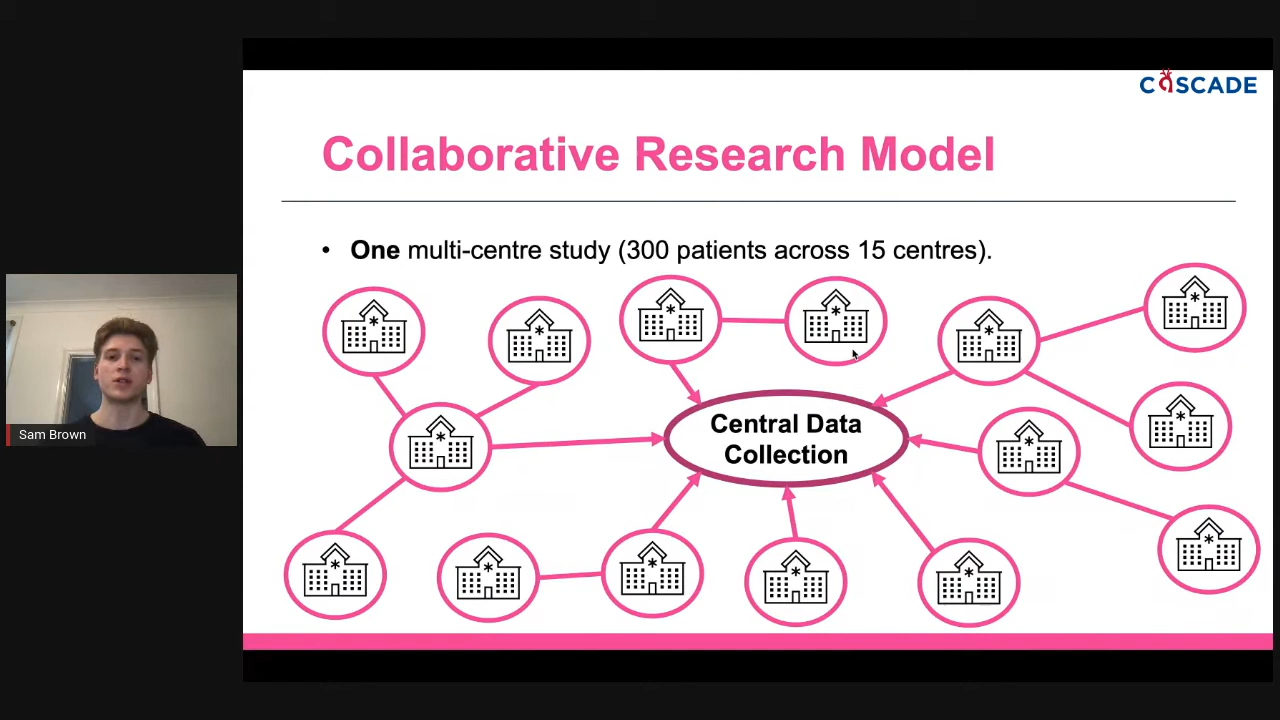 CASCADE
Collaborative Research Model
• One multi-centre study (300 patients across 15 centres).
Central Data
Collection
Sam Brown